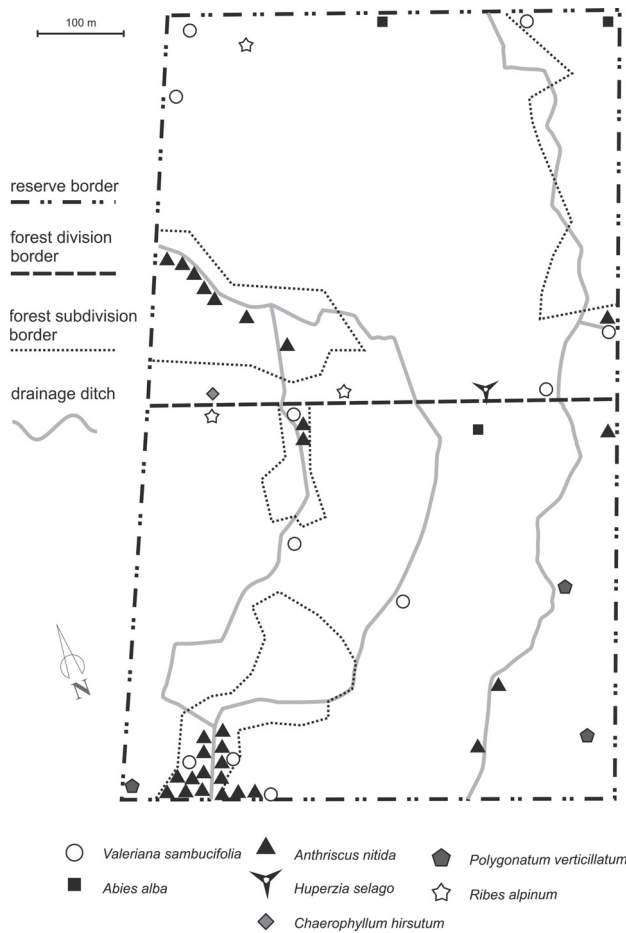 100 m
reserve border
forest division
border
forest subdivision
border
drainage ditch
N
Valeriana sambucifolia
Anthriscus nitida
Polygonatum verticillatum
Abies alba
Huperzia selago
Ribes alpinum
Chaerophyllum hirsutum